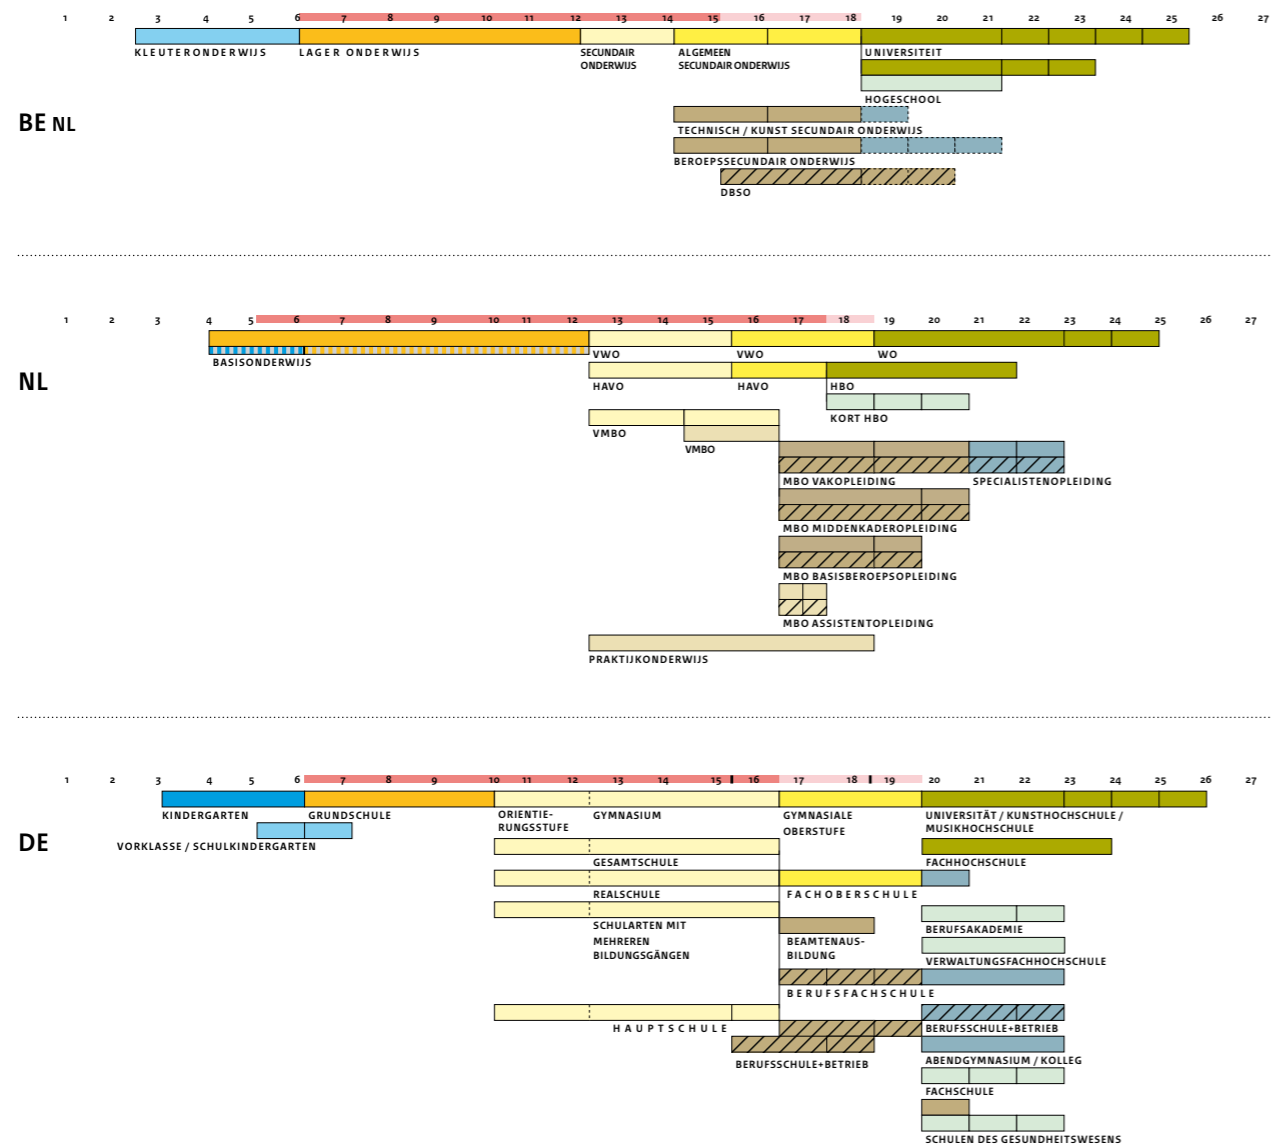 1 2 3 4 5 6 7 8 9 10 11 12 13 14 15 16 17 18 19 20 21 22 23 24 25 26 27
KLEUTERONDERWIJS LAGER ONDERWIJS SECUNDAIR ALGEMEEN UNIVERSITEIT
ONDERWIJS SECUNDAIR ONDERWIJS
HOGESCHOOL
BE NL
TECHNISCH / KUNST SECUNDAIR ONDERWIJS
BEROEPSSECUNDAIR ONDERWIJS
DBSO
1 2 3 4 5 6 7 8 9 10 11 12 13 14 15 16 17 18 19 20 21 22 23 24 25 26 27
VWO VWO WO
BASISONDERWIJS
NL
HAVO HAVO HBO
KORT HBO
VMBO
VMBO
MBO VAKOPLEIDING SPECIALISTENOPLEIDING
MBO MIDDENKADEROPLEIDING
MBO BASISBEROEPSOPLEIDING
MBO ASSISTENTOPLEIDING
PRAKTIJKONDERWIJS
1 2 3 4 5 6 7 8 9 10 11 12 13 14 15 16 17 18 19 20 21 22 23 24 25 26 27
KINDERGARTEN GRUNDSCHULE ORIENTIE- GYMNASIUM GYMNASIALE UNIVERSITÄT / KUNSTHOCHSCHULE /
RUNGSSTUFE OBERSTUFE MUSIKHOCHSCHULE
DE
VORKLASSE / SCHULKINDERGARTEN
GESAMTSCHULE FACHHOCHSCHULE
REALSCHULE FACHOBERSCHULE
SCHULARTEN MIT BERUFSAKADEMIE
MEHREREN BEAMTENAUS-
BILDUNGSGÄNGEN BILDUNG
VERWALTUNGSFACHHOCHSCHULE
BERUFSFACHSCHULE
HAUPTSCHULE BERUFSSCHULE+BETRIEB
BERUFSSCHULE+BETRIEB ABENDGYMNASIUM / KOLLEG
FACHSCHULE
SCHULEN DES GESUNDHEITSWESENS